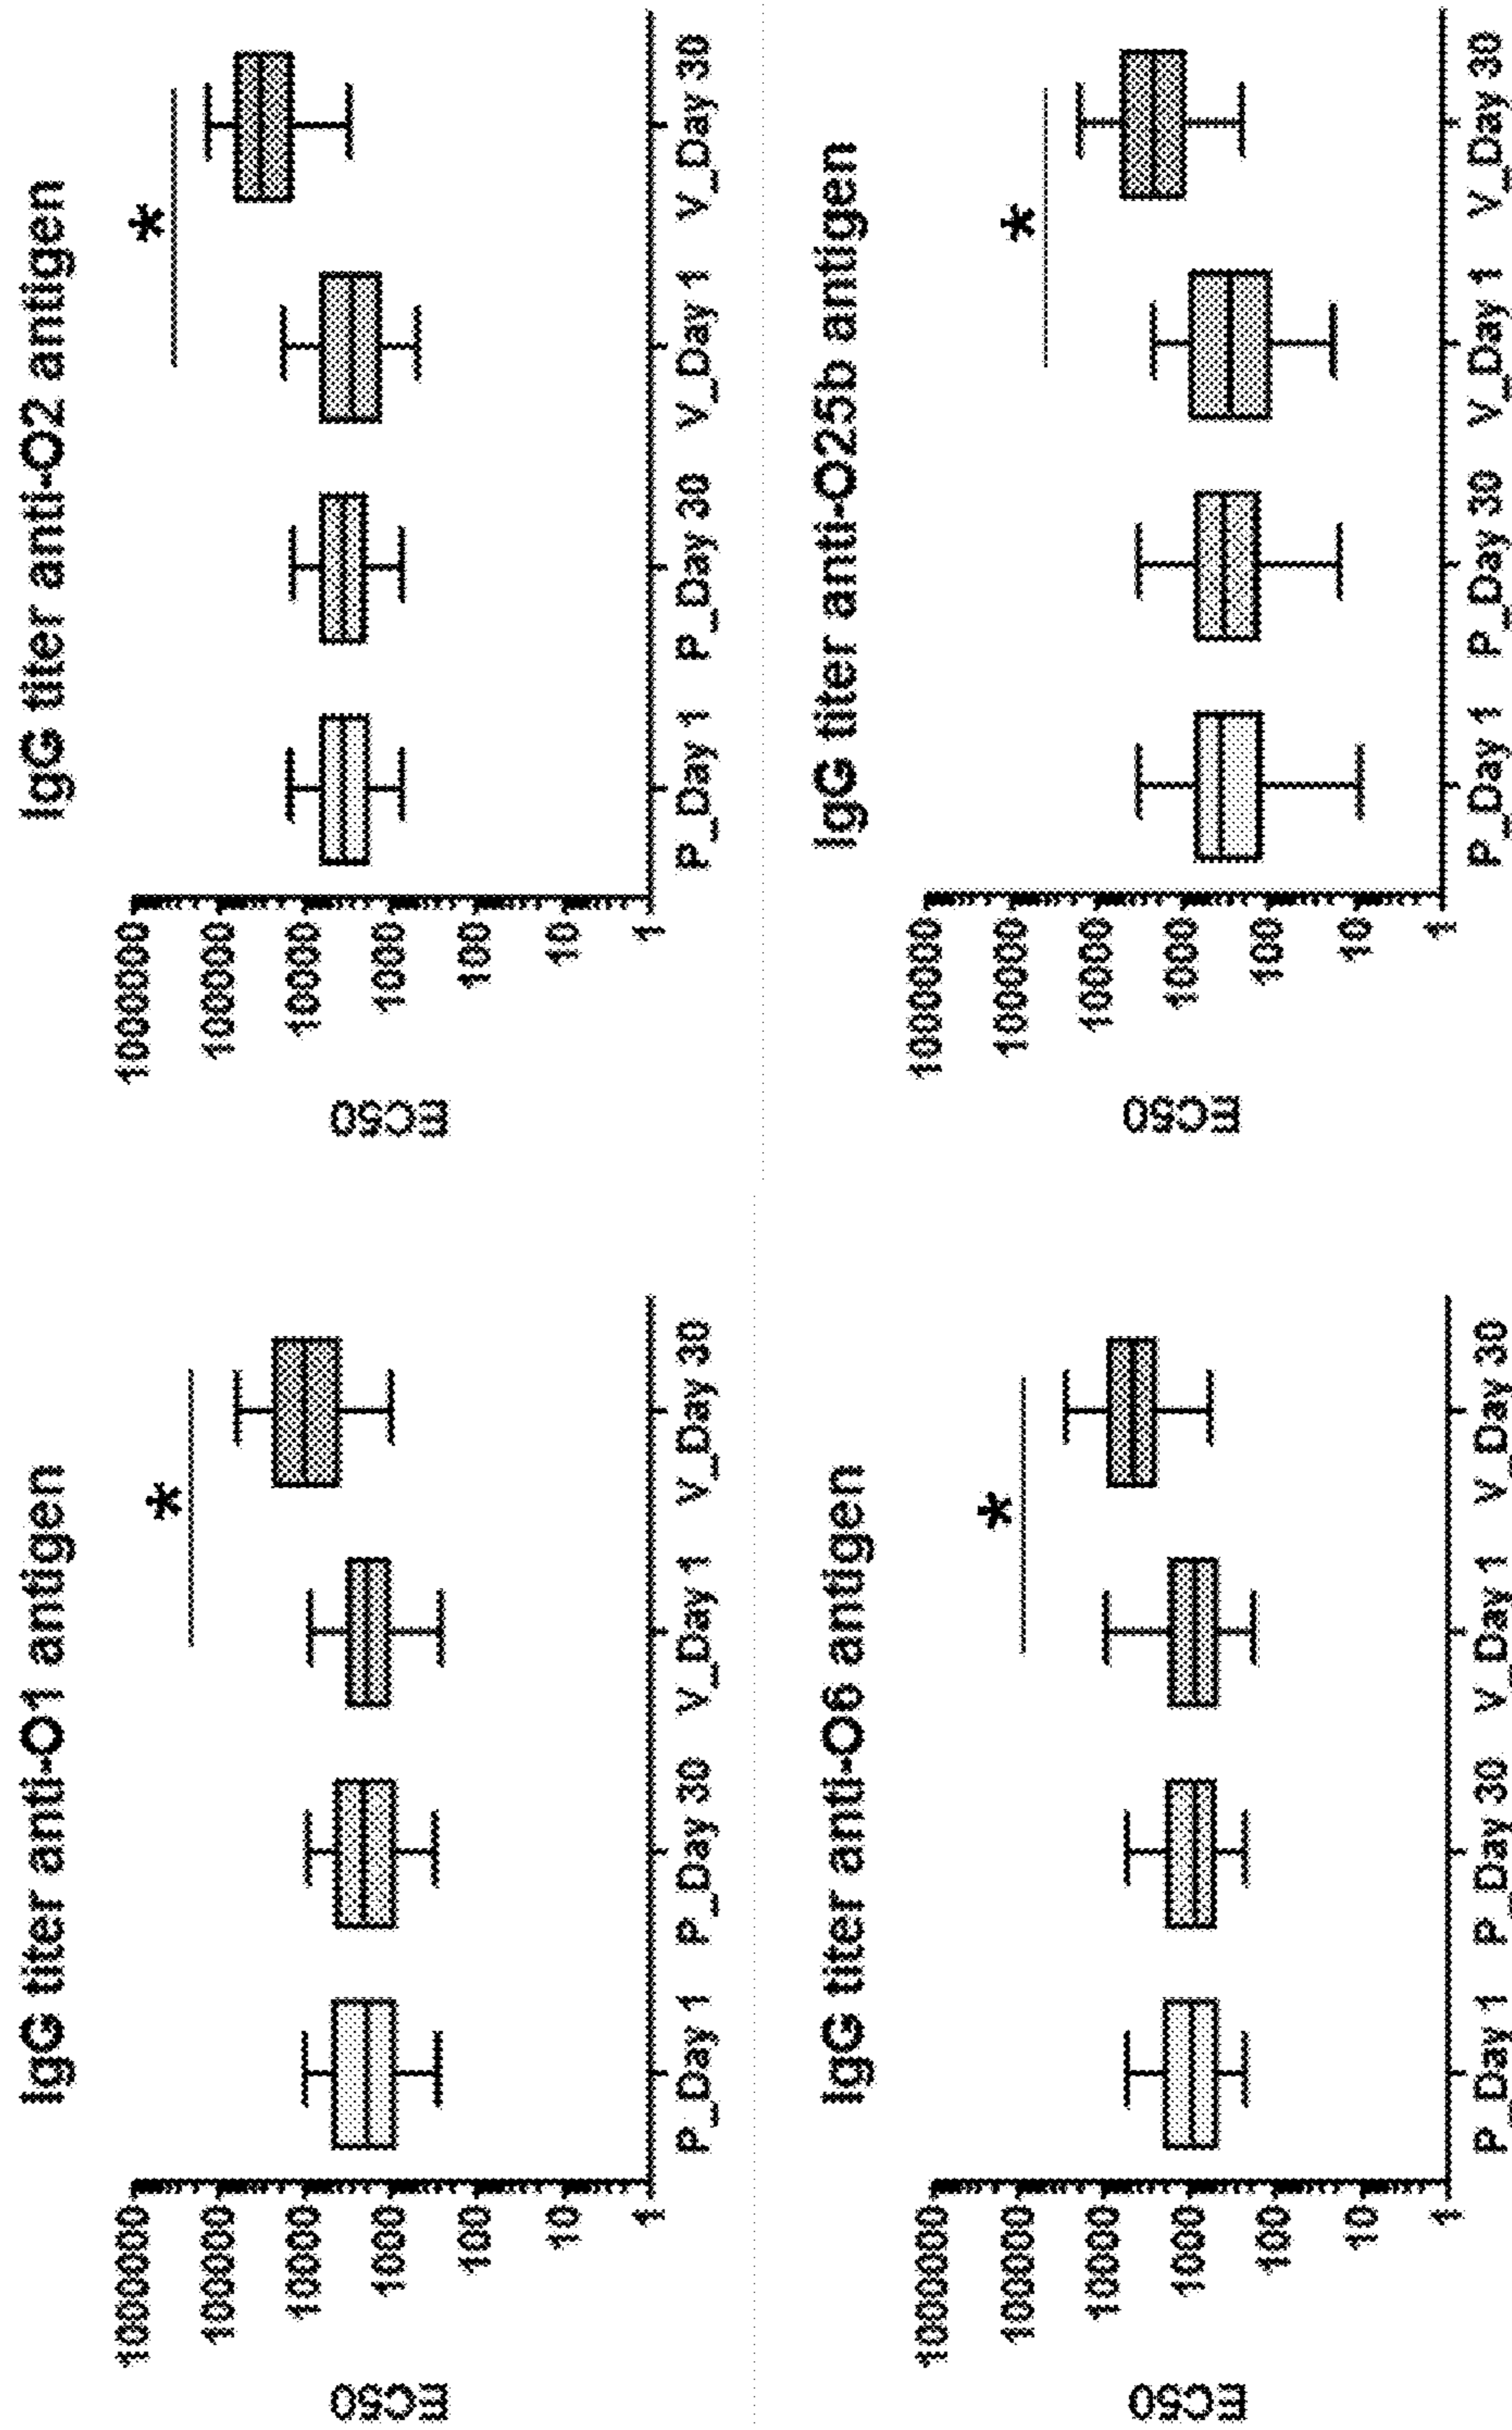 IgG titer anti-O1 antigen
*
EC50
1000000
100000
10000
1000
100
10
1
P_Day 1 P_Day 30 V_Day 1 V_Day 30
IgG titer anti-O2 antigen
*
EC50
1000000
100000
10000
1000
100
10
1
P_Day 1 P_Day 30 V_Day 1 V_Day 30
IgG titer anti-O6 antigen
*
EC50
1000000
100000
10000
1000
100
10
1
P_Day 1 P_Day 30 V_Day 1 V_Day 30
IgG titer anti-O25b antigen
*
EC50
1000000
100000
10000
1000
100
10
1
P_Day 1 P_Day 30 V_Day 1 V_Day 30